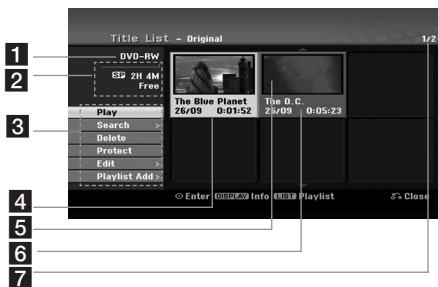 Title List – Original 1/2
1 DVD-RW
2 SP 2H 4M
Free
The Blue Planet
26/09 0:01:52
The O.C.
26/09 0:05:23
3
Play
Search >
Delete
Protect
Edit >
Playlist Add >
4
5
6
7
Enter DISPLAY Info LIST Playlist Close